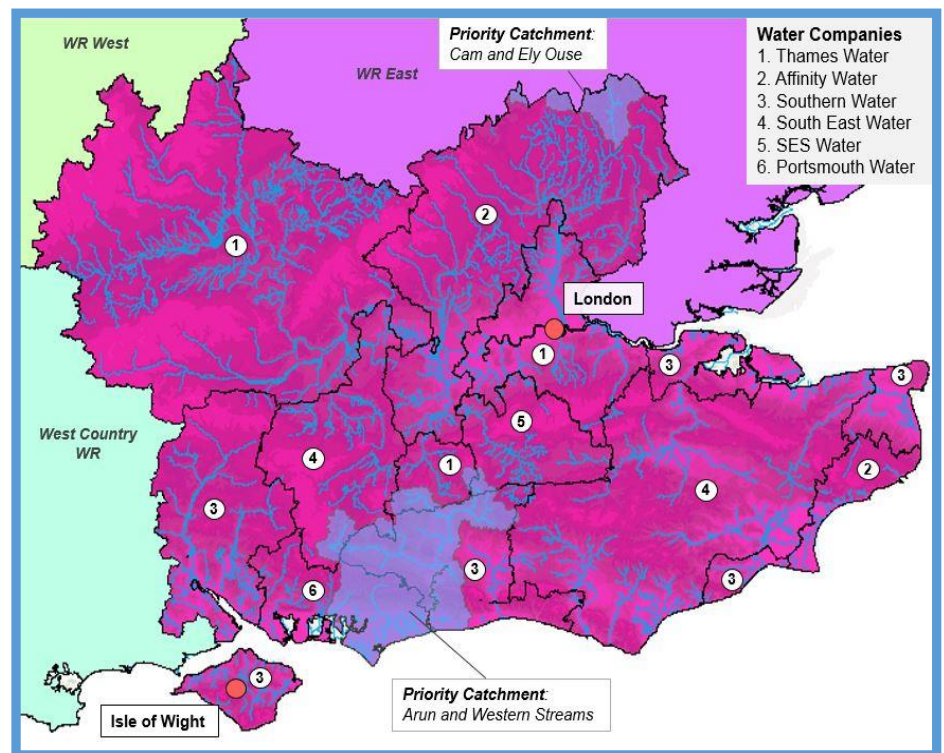 WR West
WR East
Priority Catchment:
Cam and Ely Ouse
Water Companies
1. Thames Water
2. Affinity Water
3. Southern Water
4. South East Water
5. SES Water
6. Portsmouth Water
2
1
London
1
3
3
5
West Country
WR
4
1
2
4
3
3
3
6
3
Priority Catchment:
Arun and Western Streams
Isle of Wight